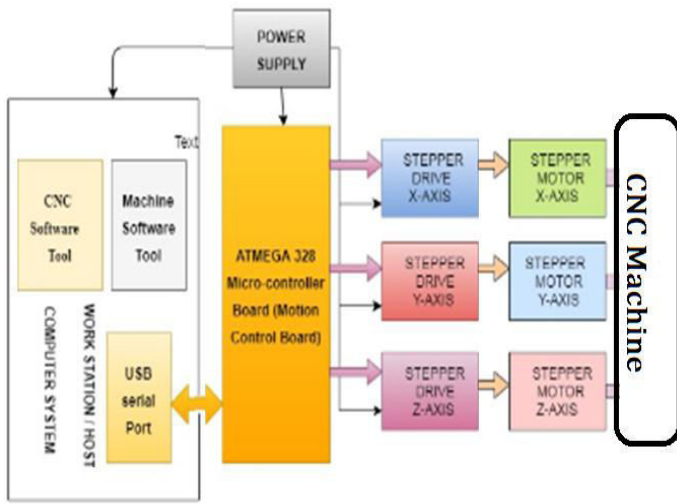 POWER
SUPPLY
Text
CNC
Software
Tool
Machine
Software
Tool
WORK STATION / HOST
COMPUTER SYSTEM
USB
serial
Port
ATMEGA 328
Micro-controller
Board (Motion
Control Board)
STEPPER
DRIVE
X-AXIS
STEPPER
MOTOR
X-AXIS
STEPPER
DRIVE
Y-AXIS
STEPPER
MOTOR
Y-AXIS
STEPPER
DRIVE
Z-AXIS
STEPPER
MOTOR
Z-AXIS
CNC Machine